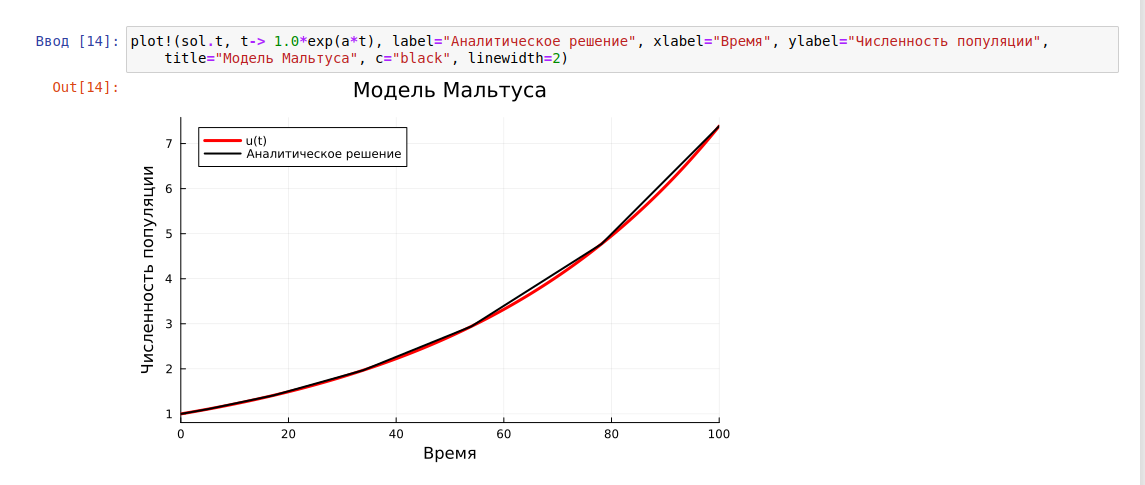 Ввод [14]: plot!(sol.t, t-> 1.0*exp(a*t), label="Аналитическое решение", xlabel="Время", ylabel="Численность популяции",
title="Модель Мальтуса", c="black", linewidth=2)
Out[14]:
Модель Мальтуса
u(t)
Аналитическое решение
Численность популяции
7
6
5
4
3
2
1
0 20 40 60 80 100
Время